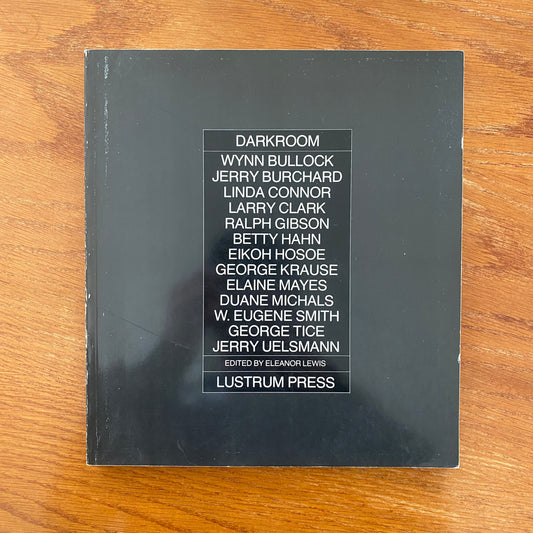 DARKROOM
WYNN BULLOCK
JERRY BURCHARD
LINDA CONNOR
LARRY CLARK
RALPH GIBSON
BETTY HAHN
EIKOH HOSOE
GEORGE KRAUSE
ELAINE MAYES
DUANE MICHALS
W. EUGENE SMITH
GEORGE TICE
JERRY UELSMANN
EDITED BY ELEANOR LEWIS
LUSTRUM PRESS